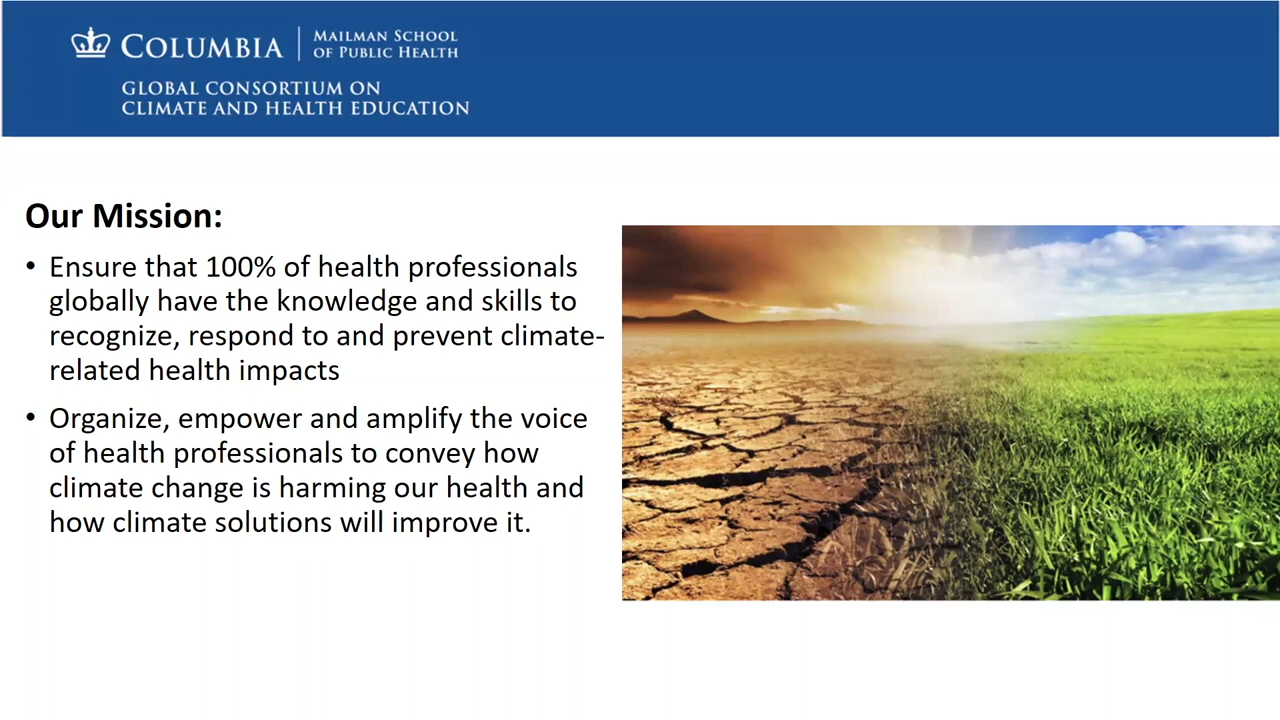 COLUMBIA
MAILMAN SCHOOL
OF PUBLIC HEALTH
GLOBAL CONSORTIUM ON
CLIMATE AND HEALTH EDUCATION
Our Mission:
• Ensure that 100% of health professionals
globally have the knowledge and skills to
recognize, respond to and prevent climate-
related health impacts
• Organize, empower and amplify the voice
of health professionals to convey how
climate change is harming our health and
how climate solutions will improve it.